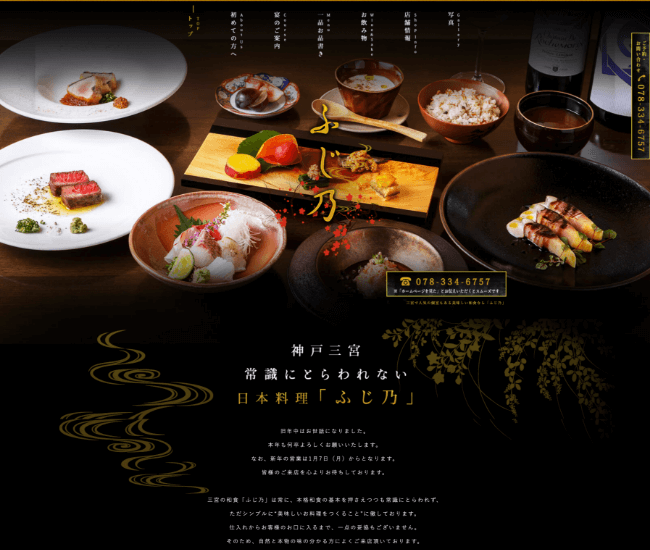 TOP
トップ
About Us
初めての方へ
Course
宴のご案内
Menu
一品お品書き
お飲み物
店舗情報
Gallery
写真
ご予約・
お問い合わせ
078-334-6757
ふじ乃
078-334-6757
※「ホームページを見た」とお伝えいただくとスムーズです
神戸三宮
常識にとらわれない
日本料理「ふじ乃」
旧年中はお世話になりました。
本年も何卒よろしくお願いいたします。
なお、新年の営業は1月7日（月）からとなります。
皆様のご来店を心よりお待ちしております。
三宮の和食「ふじ乃」は常に、本格和食の基本を押さえつつも常識にとらわれず、
ただシンプルに“美味しいお料理をつくること”に徹しております。
仕入れからお客様のお口に入るまで、一点の妥協もございません。
そのため、自然と本物の味の分かる方によくご来店頂いております。